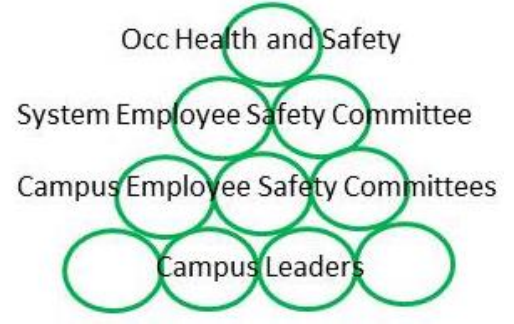 Occ Health and Safety
System Employee Safety Committee
Campus Employee Safety Committees
Campus Leaders